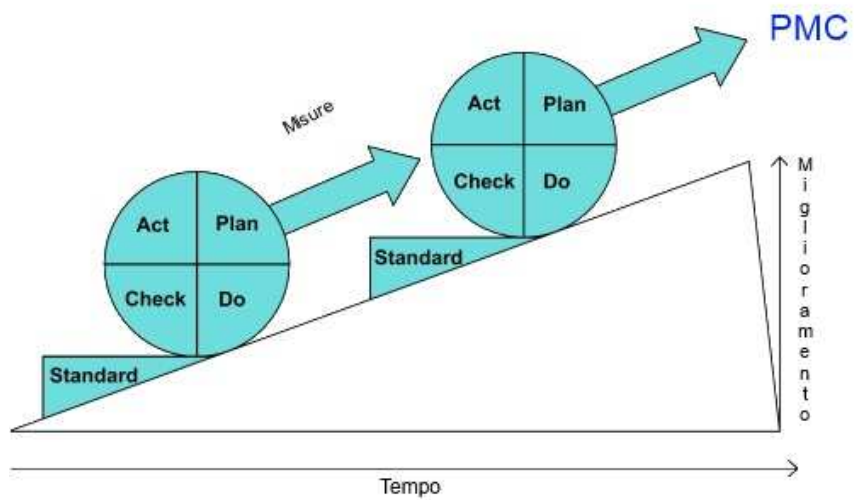 PMC
Misure
Act
Plan
Check
Do
Standard
Act
Plan
Check
Do
Standard
Miglioramento
Tempo